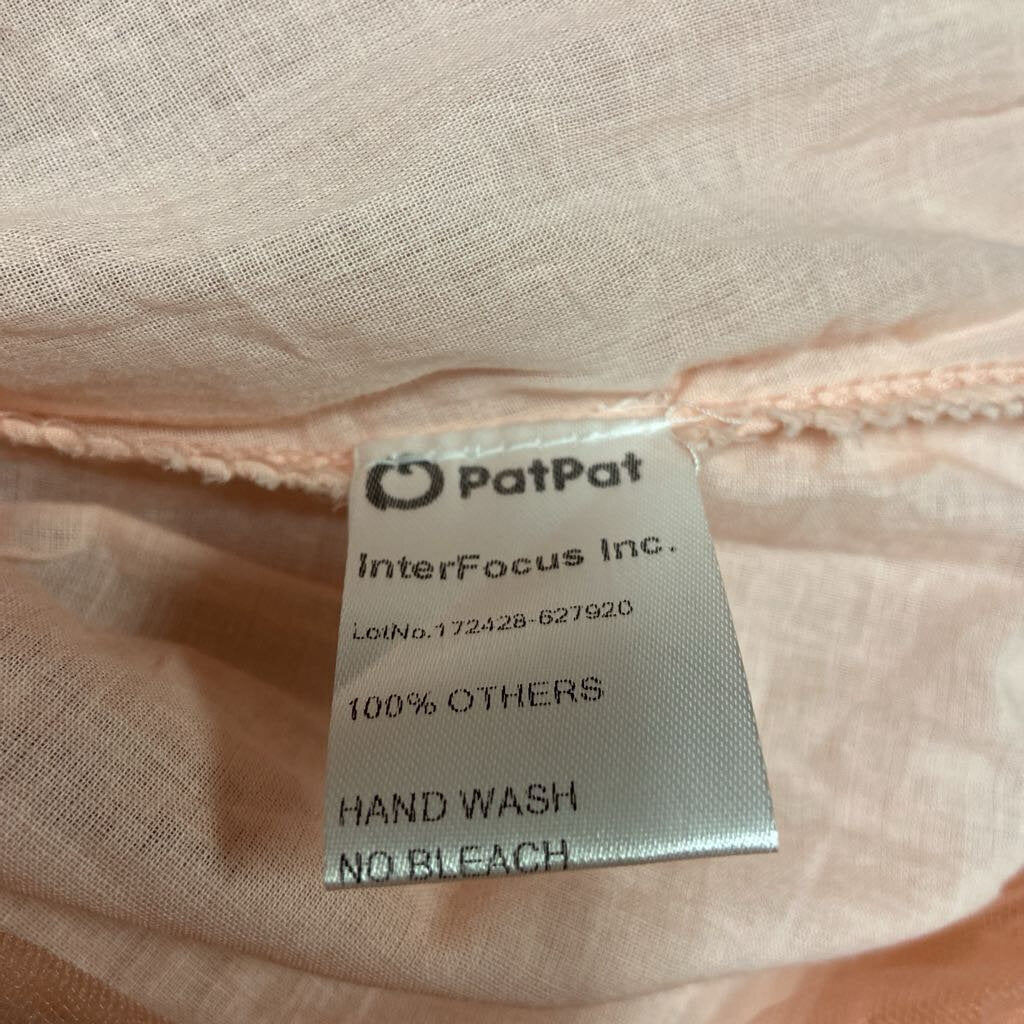 PatPat
InterFocus Inc.
LotNo.172428-627920
100% OTHERS
HAND WASH
NO BLEACH